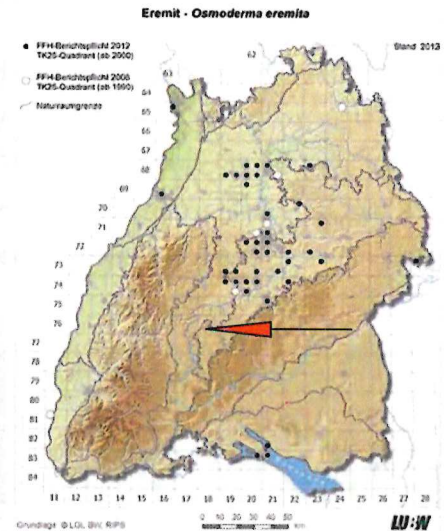 Eremit - Osmoderma eremita
FFH-Berichtspflicht 2012
TK25-Quadrant (ab 2000)
FFH-Berichtspflicht 2006
TK25-Quadrant (ab 1990)
Naturraumgrenze
Stand 2013
62
63
64
65
66
67
68
69
70
71
72
73
74
75
76
77
78
79
80
81
82
83
84
11 12 13 14 15 16 17 18 19 20 21 22 23 24 25 26 27 28
Grundlage: © LGL BW, RIPS
0 10 20 30 40 50 km
LU:W